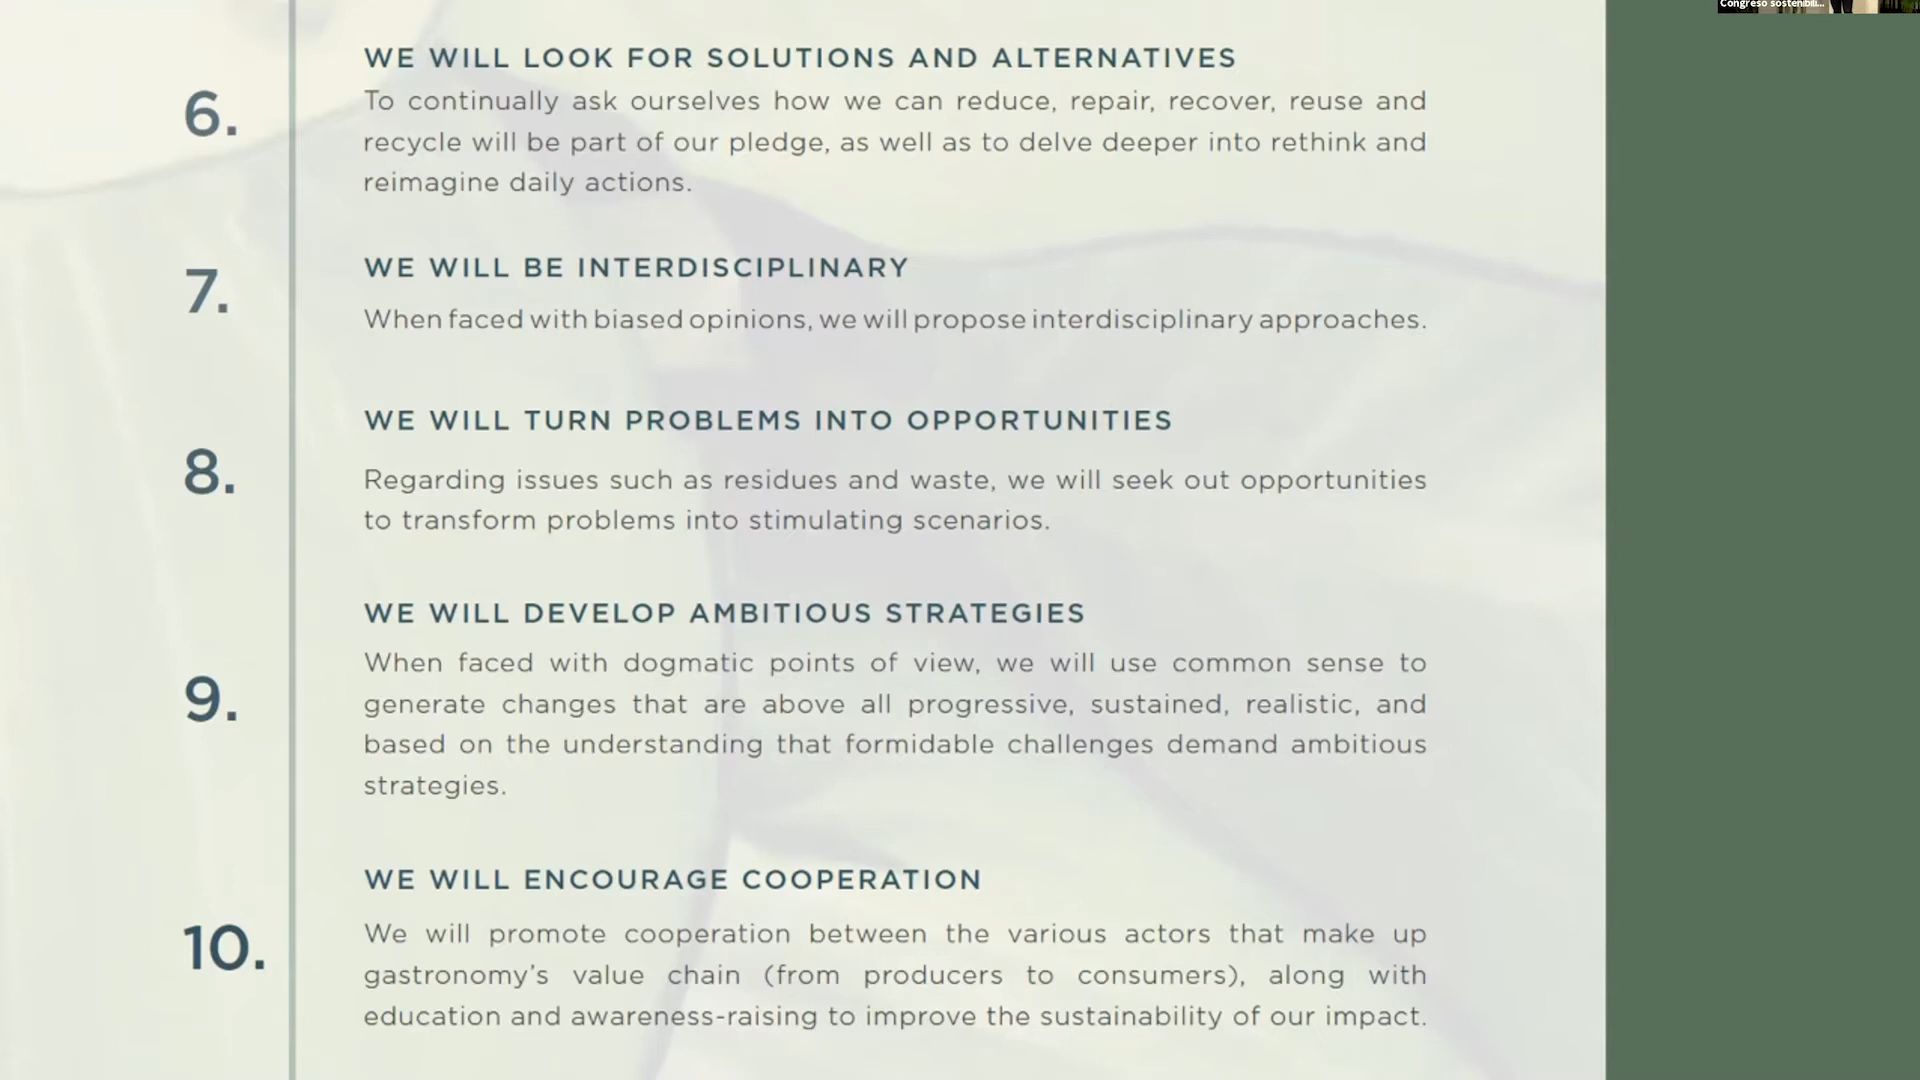 Congreso sostenibili...
WE WILL LOOK FOR SOLUTIONS AND ALTERNATIVES
6.
To continually ask ourselves how we can reduce, repair, recover, reuse and
recycle will be part of our pledge, as well as to delve deeper into rethink and
reimagine daily actions.
7.
WE WILL BE INTERDISCIPLINARY
When faced with biased opinions, we will propose interdisciplinary approaches.
8.
WE WILL TURN PROBLEMS INTO OPPORTUNITIES
Regarding issues such as residues and waste, we will seek out opportunities
to transform problems into stimulating scenarios.
9.
WE WILL DEVELOP AMBITIOUS STRATEGIES
When faced with dogmatic points of view, we will use common sense to
generate changes that are above all progressive, sustained, realistic, and
based on the understanding that formidable challenges demand ambitious
strategies.
10.
WE WILL ENCOURAGE COOPERATION
We will promote cooperation between the various actors that make up
gastronomy’s value chain (from producers to consumers), along with
education and awareness-raising to improve the sustainability of our impact.